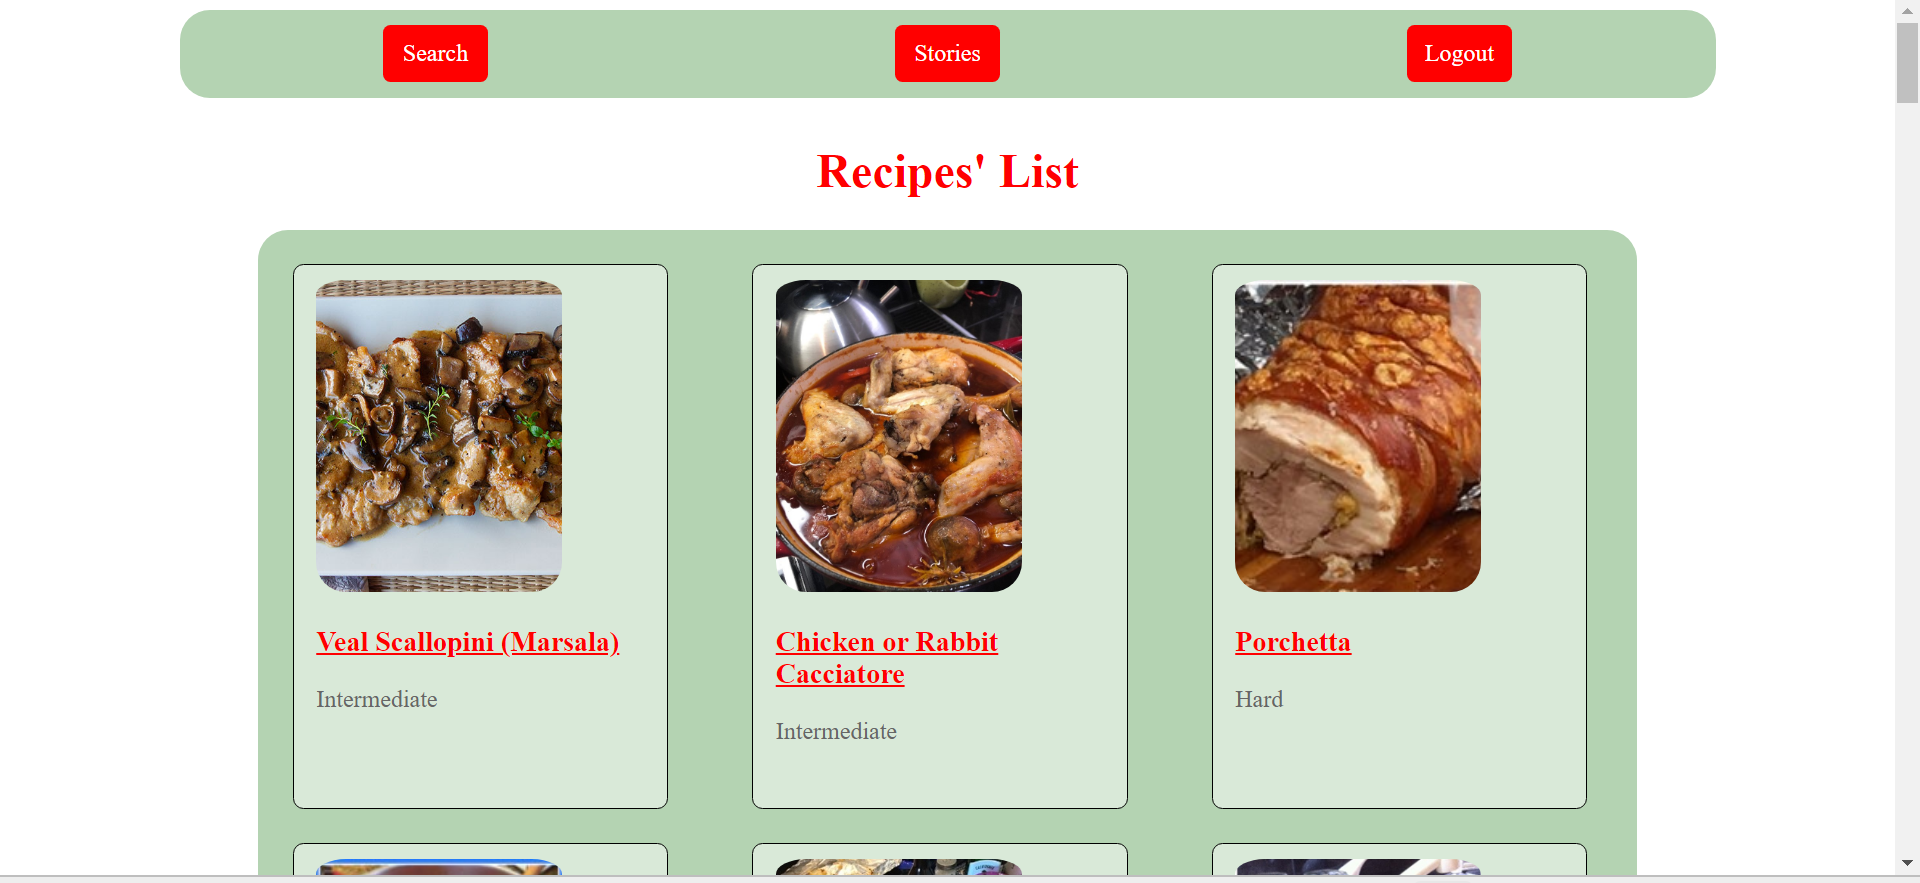 Search
Stories
Logout
Recipes' List
Veal Scallopini (Marsala)
Intermediate
Chicken or Rabbit
Cacciatore
Intermediate
Porchetta
Hard